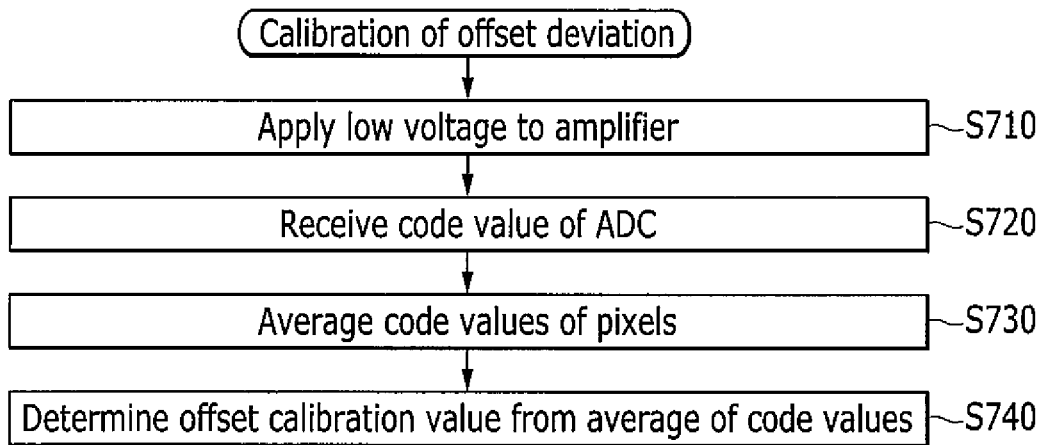 Calibration of offset deviation
Apply low voltage to amplifier
S710
Receive code value of ADC
S720
Average code values of pixels
S730
Determine offset calibration value from average of code values
S740